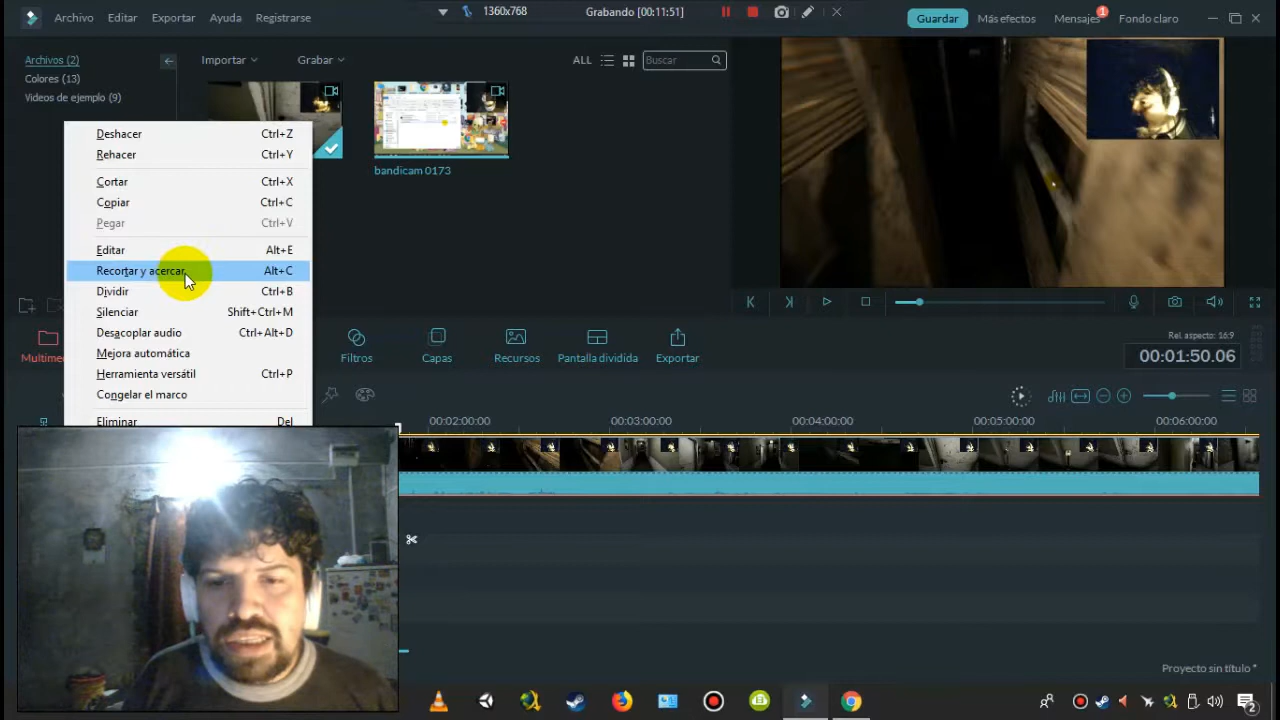 Archivo Editar Exportar Ayuda Registrarse
1360x768 Grabando [00:11:51]
Guardar Más efectos Mensajes 1 Fondo claro
Archivos (2)
Colores (13)
Videos de ejemplo (9)
Importar Grabar ALL Buscar
bandicam 0173
Deshacer Ctrl+Z
Rehacer Ctrl+Y
Cortar Ctrl+X
Copiar Ctrl+C
Pegar Ctrl+V
Editar Alt+E
Recortar y acercar Alt+C
Dividir Ctrl+B
Silenciar Shift+Ctrl+M
Desacoplar audio Ctrl+Alt+D
Mejora automática
Herramienta versátil Ctrl+P
Congelar el marco
Eliminar Del
Multime
Filtros Capas Recursos Pantalla dividida Exportar
Rel. aspecto: 16:9
00:01:50.06
00:02:00:00 00:03:00:00 00:04:00:00 00:05:00:00 00:06:00:00
Proyecto sin título *
2